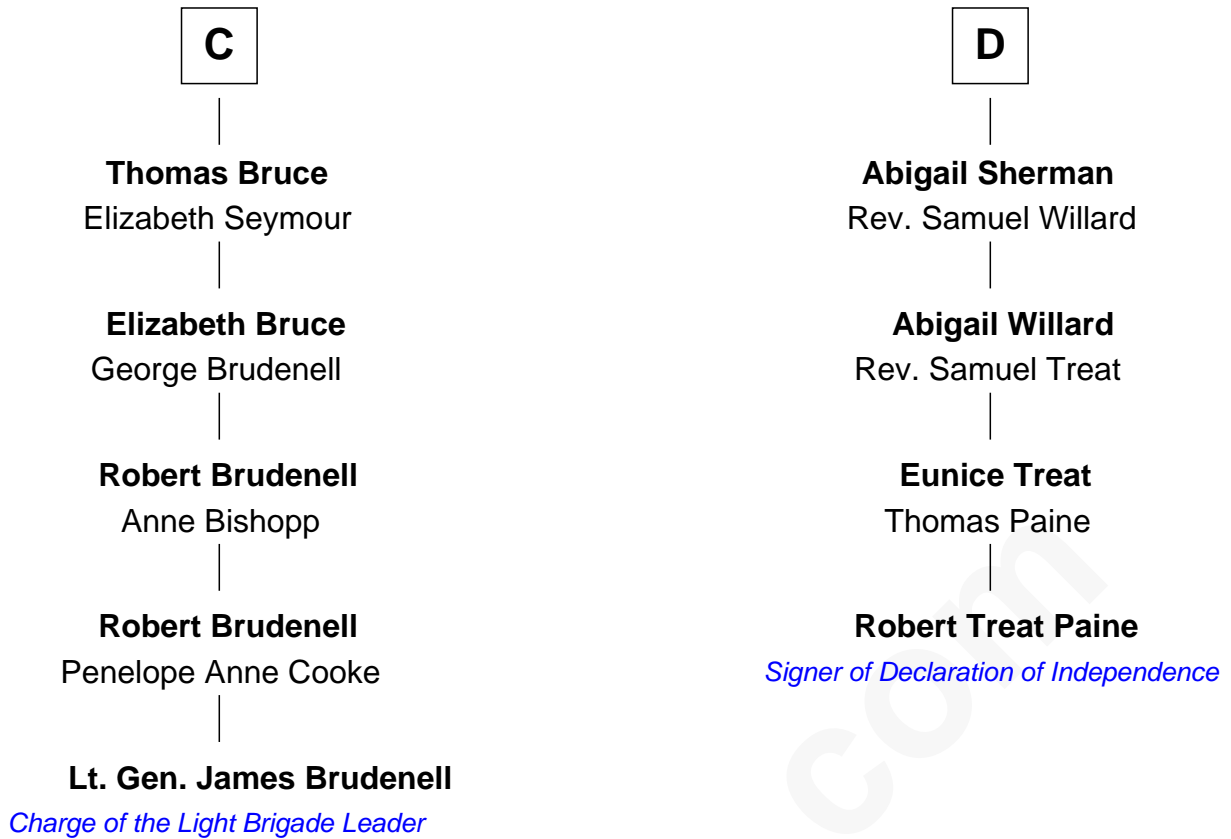 C
Thomas Bruce
Elizabeth Seymour
Elizabeth Bruce
George Brudenell
Robert Brudenell
Anne Bishopp
Robert Brudenell
Penelope Anne Cooke
Lt. Gen. James Brudenell
Charge of the Light Brigade Leader
D
Abigail Sherman
Rev. Samuel Willard
Abigail Willard
Rev. Samuel Treat
Eunice Treat
Thomas Paine
Robert Treat Paine
Signer of Declaration of Independence
com